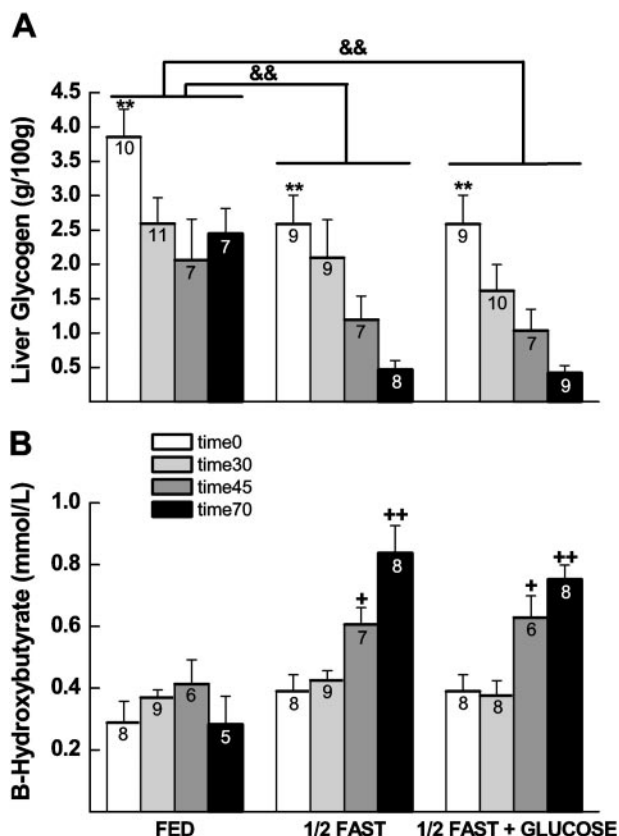 A
&&
&&
Liver Glycogen (g/100g)
4.5
4.0
3.5
3.0
2.5
2.0
1.5
1.0
0.5
** ** **
10 11 7 7 9 9 7 8 9 10 7 9
B
time0
time30
time45
time70
B-Hydroxybutyrate (mmol/L)
1.0
0.8
0.6
0.4
0.2
+ ++ + ++
8 9 6 5 8 9 7 8 8 8 6 8
FED 1/2 FAST 1/2 FAST + GLUCOSE